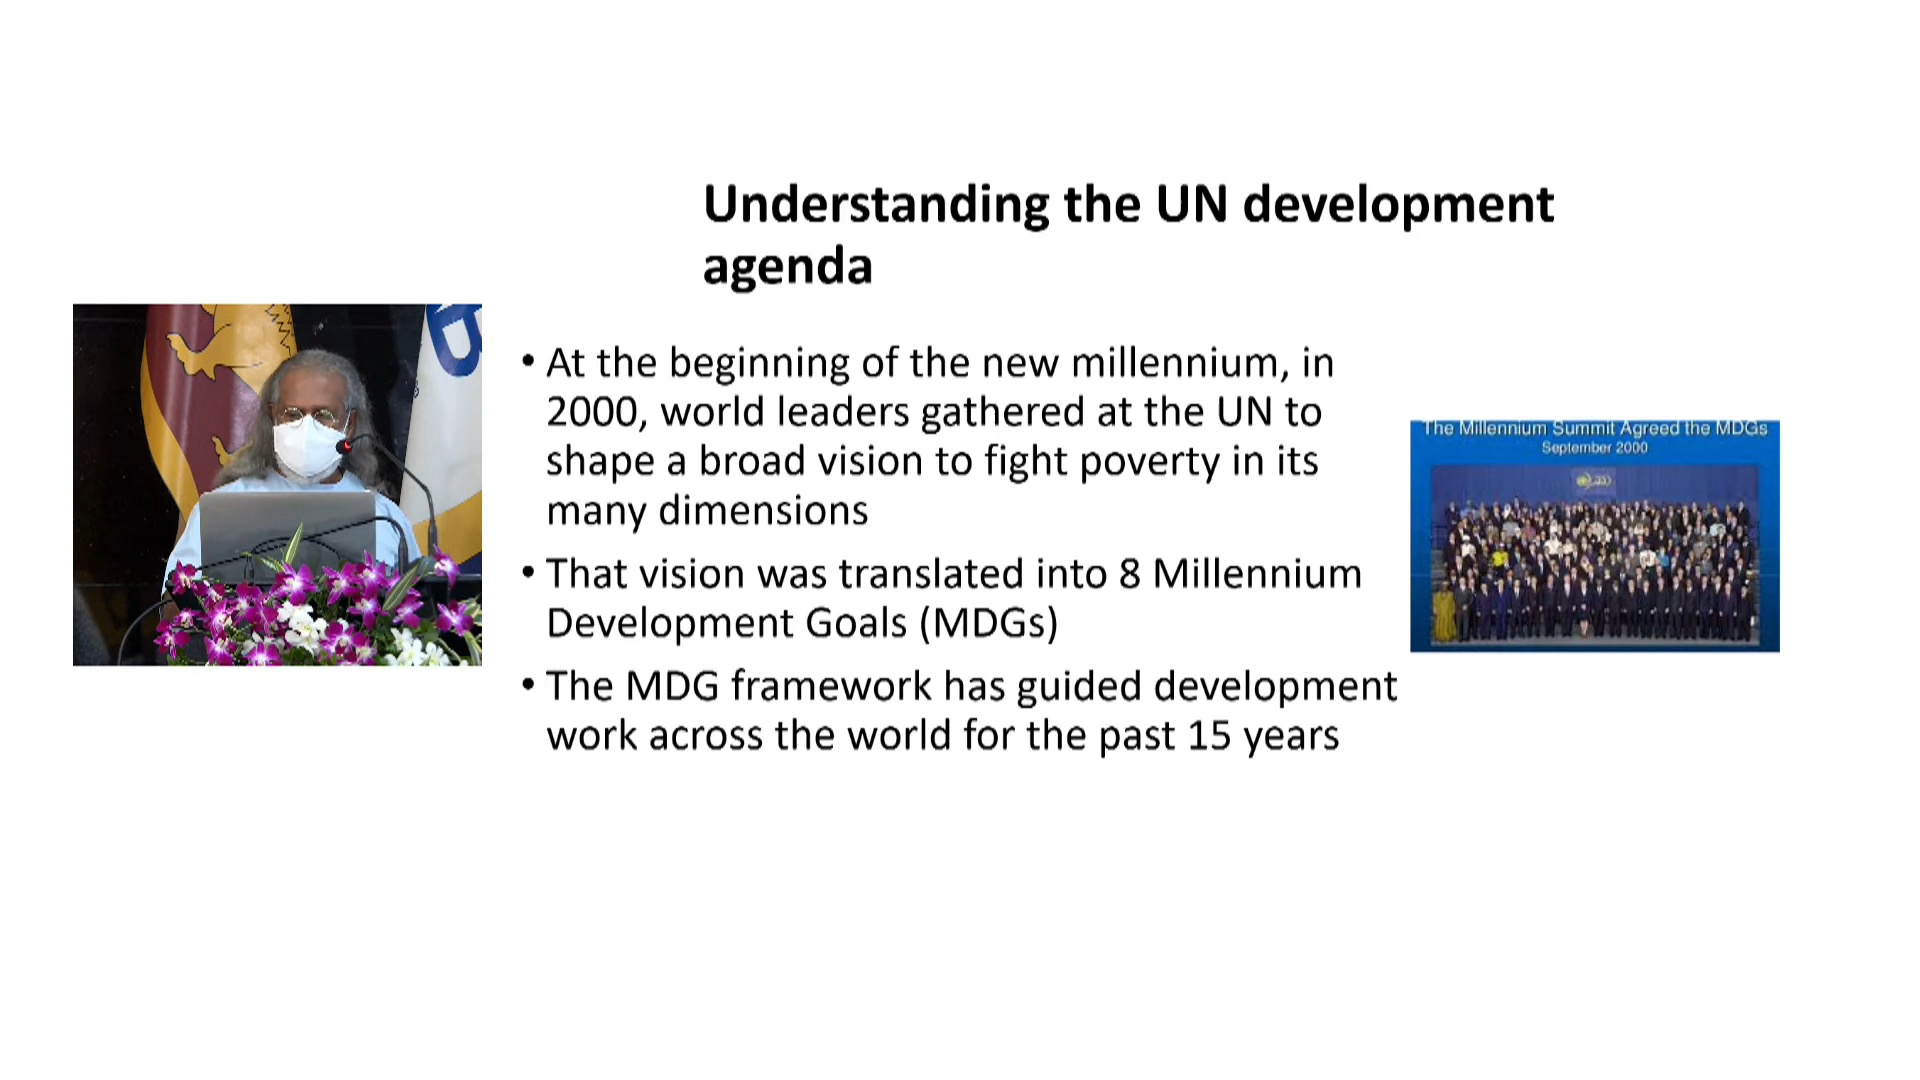 Understanding the UN development
agenda
• At the beginning of the new millennium, in
2000, world leaders gathered at the UN to
shape a broad vision to fight poverty in its
many dimensions
• That vision was translated into 8 Millennium
Development Goals (MDGs)
• The MDG framework has guided development
work across the world for the past 15 years
The Millennium Summit Agreed the MDGs
September 2000